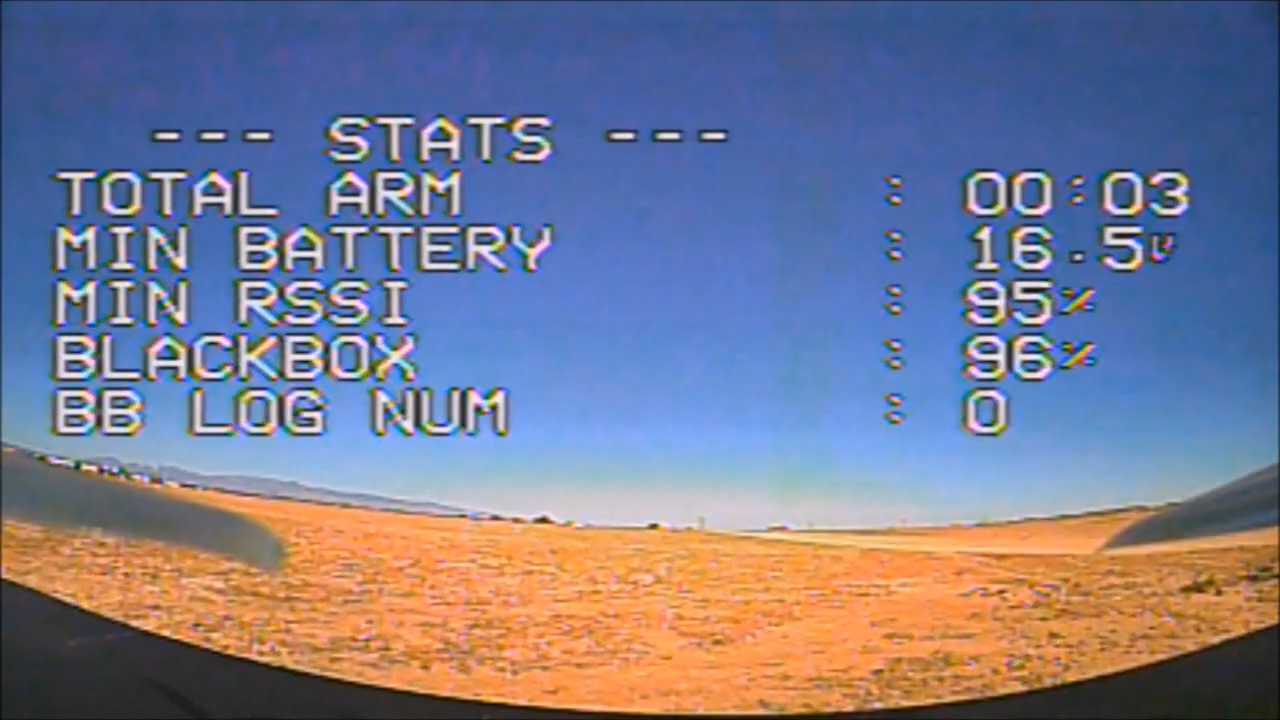 --- STATS ---
TOTAL ARM : 00:03
MIN BATTERY : 16.5V
MIN RSSI : 95%
BLACKBOX : 96%
BB LOG NUM : 0